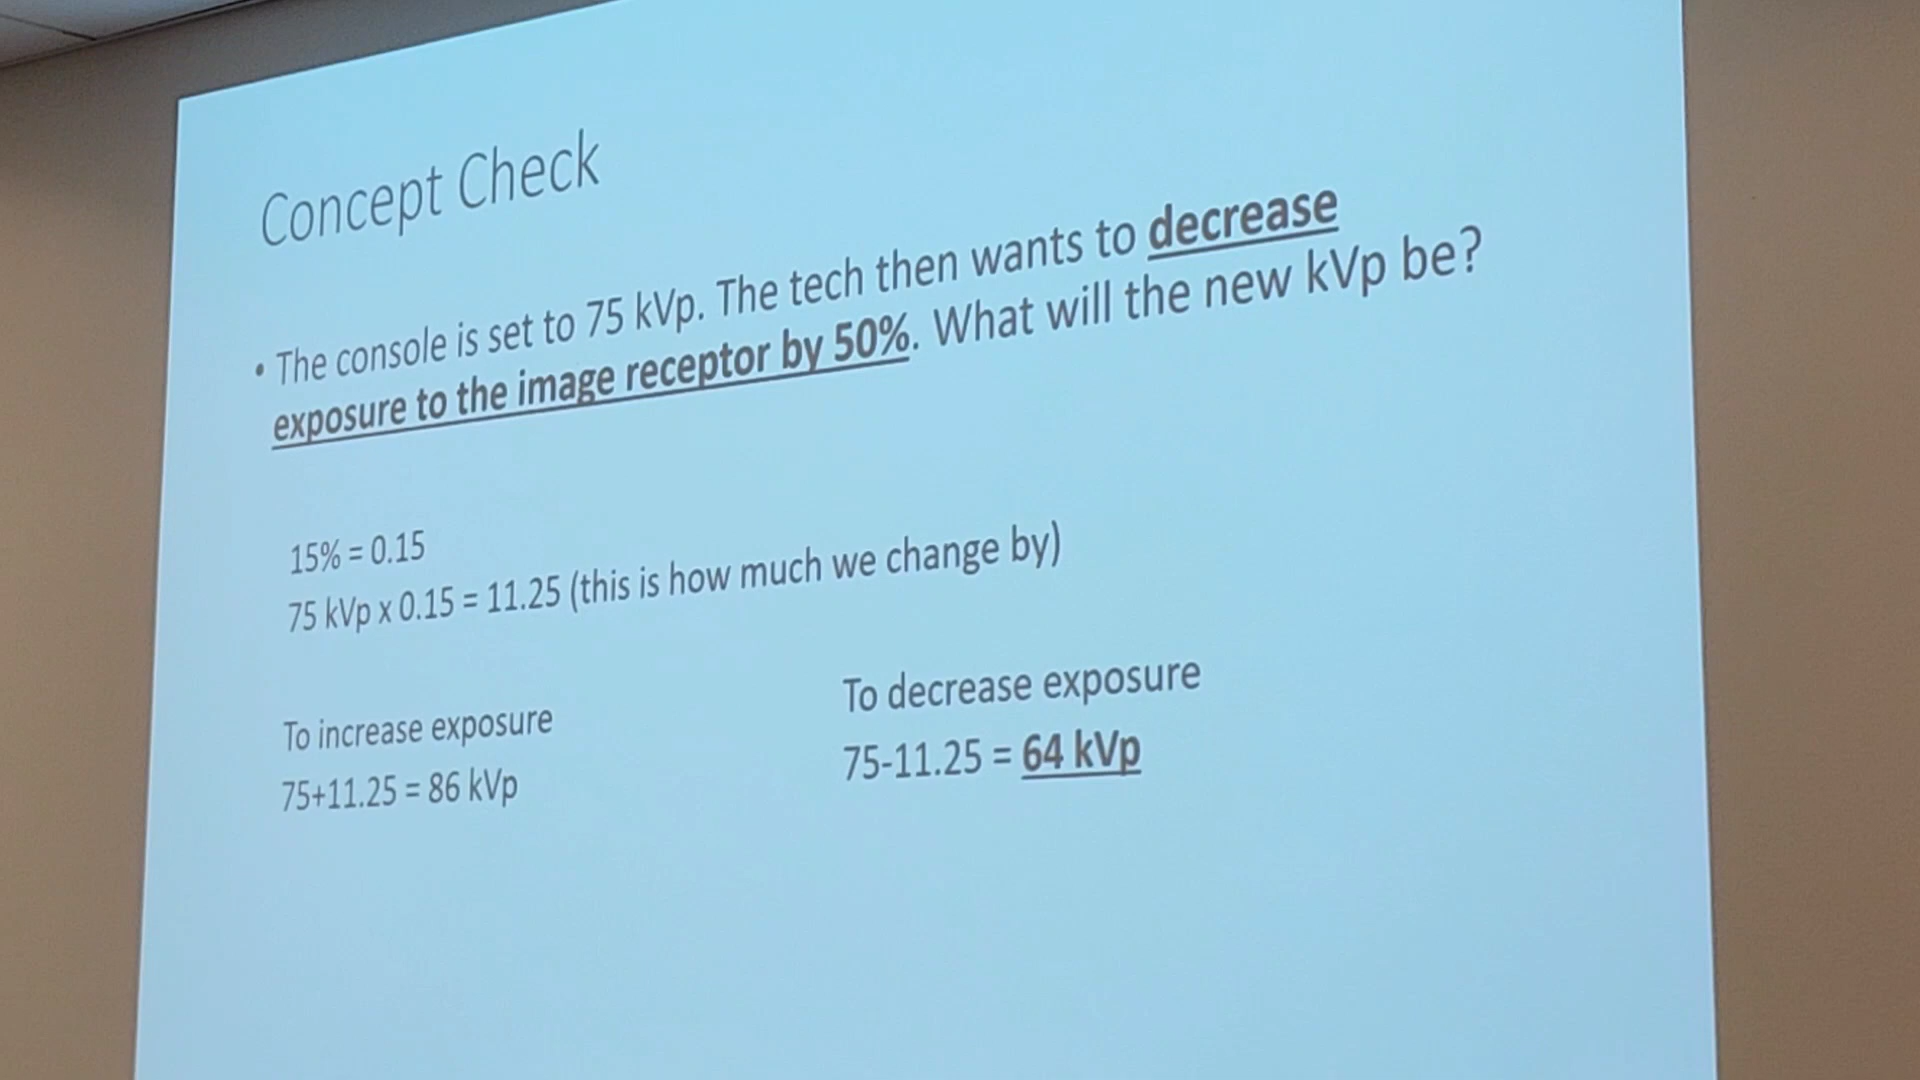 Concept Check
• The console is set to 75 kVp. The tech then wants to decrease
exposure to the image receptor by 50%. What will the new kVp be?
15% = 0.15
75 kVp x 0.15 = 11.25 (this is how much we change by)
To increase exposure
75+11.25 = 86 kVp
To decrease exposure
75-11.25 = 64 kVp